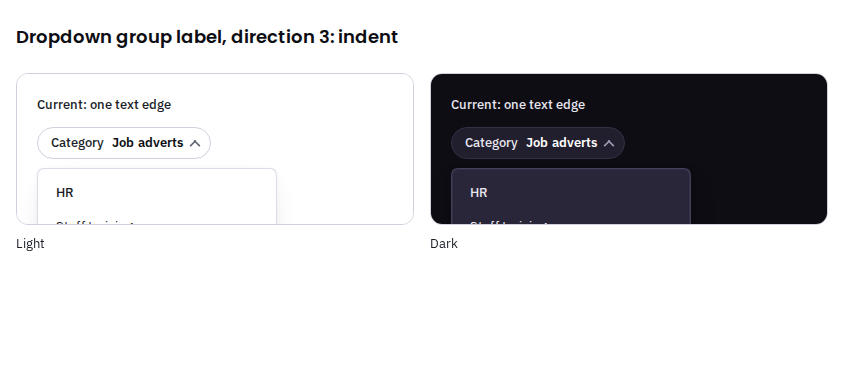 Dropdown group label, direction 3: indent
Current: one text edge
Category Job adverts
HR
Current: one text edge
Category Job adverts
HR
Light
Dark